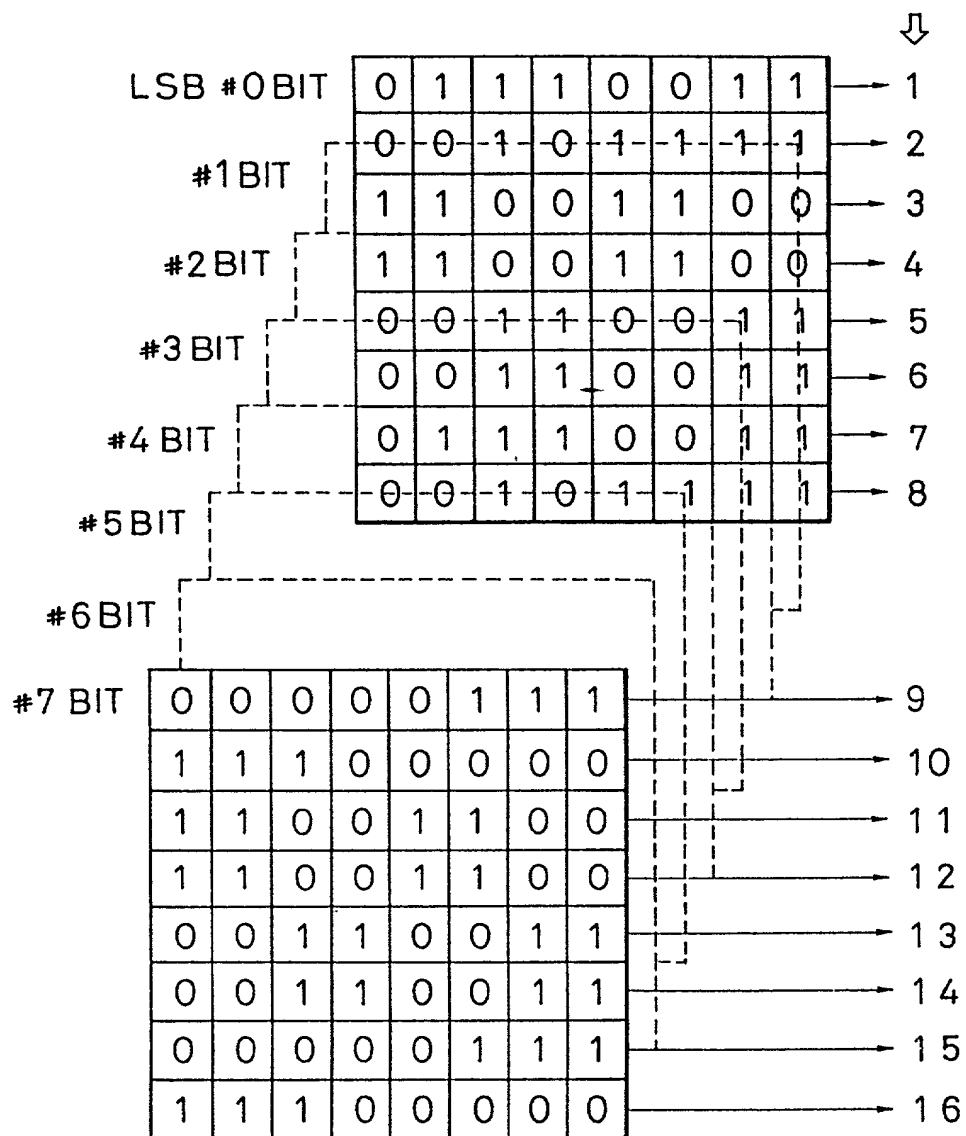 LSB #0BIT 0 1 1 1 0 0 1 1 1
0 0 1 0 1 1 1 1 2
#1 BIT
1 1 0 0 1 1 0 0 3
#2 BIT 1 1 0 0 1 1 0 0 4
0 0 1 1 0 0 1 1 5
#3 BIT
0 0 1 1 0 0 1 1 6
#4 BIT 0 1 1 1 0 0 1 1 7
0 0 1 0 1 1 1 1 8
#5 BIT
#6 BIT
#7 BIT 0 0 0 0 0 1 1 1 9
1 1 1 0 0 0 0 0 10
1 1 0 0 1 1 0 0 11
1 1 0 0 1 1 0 0 12
0 0 1 1 0 0 1 1 13
0 0 1 1 0 0 1 1 14
0 0 0 0 0 1 1 1 15
1 1 1 0 0 0 0 0 16